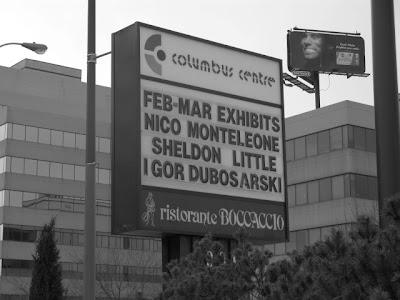 columbus centre
FEB-MAR EXHIBITS
NICO MONTELEONE
SHELDON LITTLE
IGOR DUBOSARSKI
ristorante BOCCACCIO